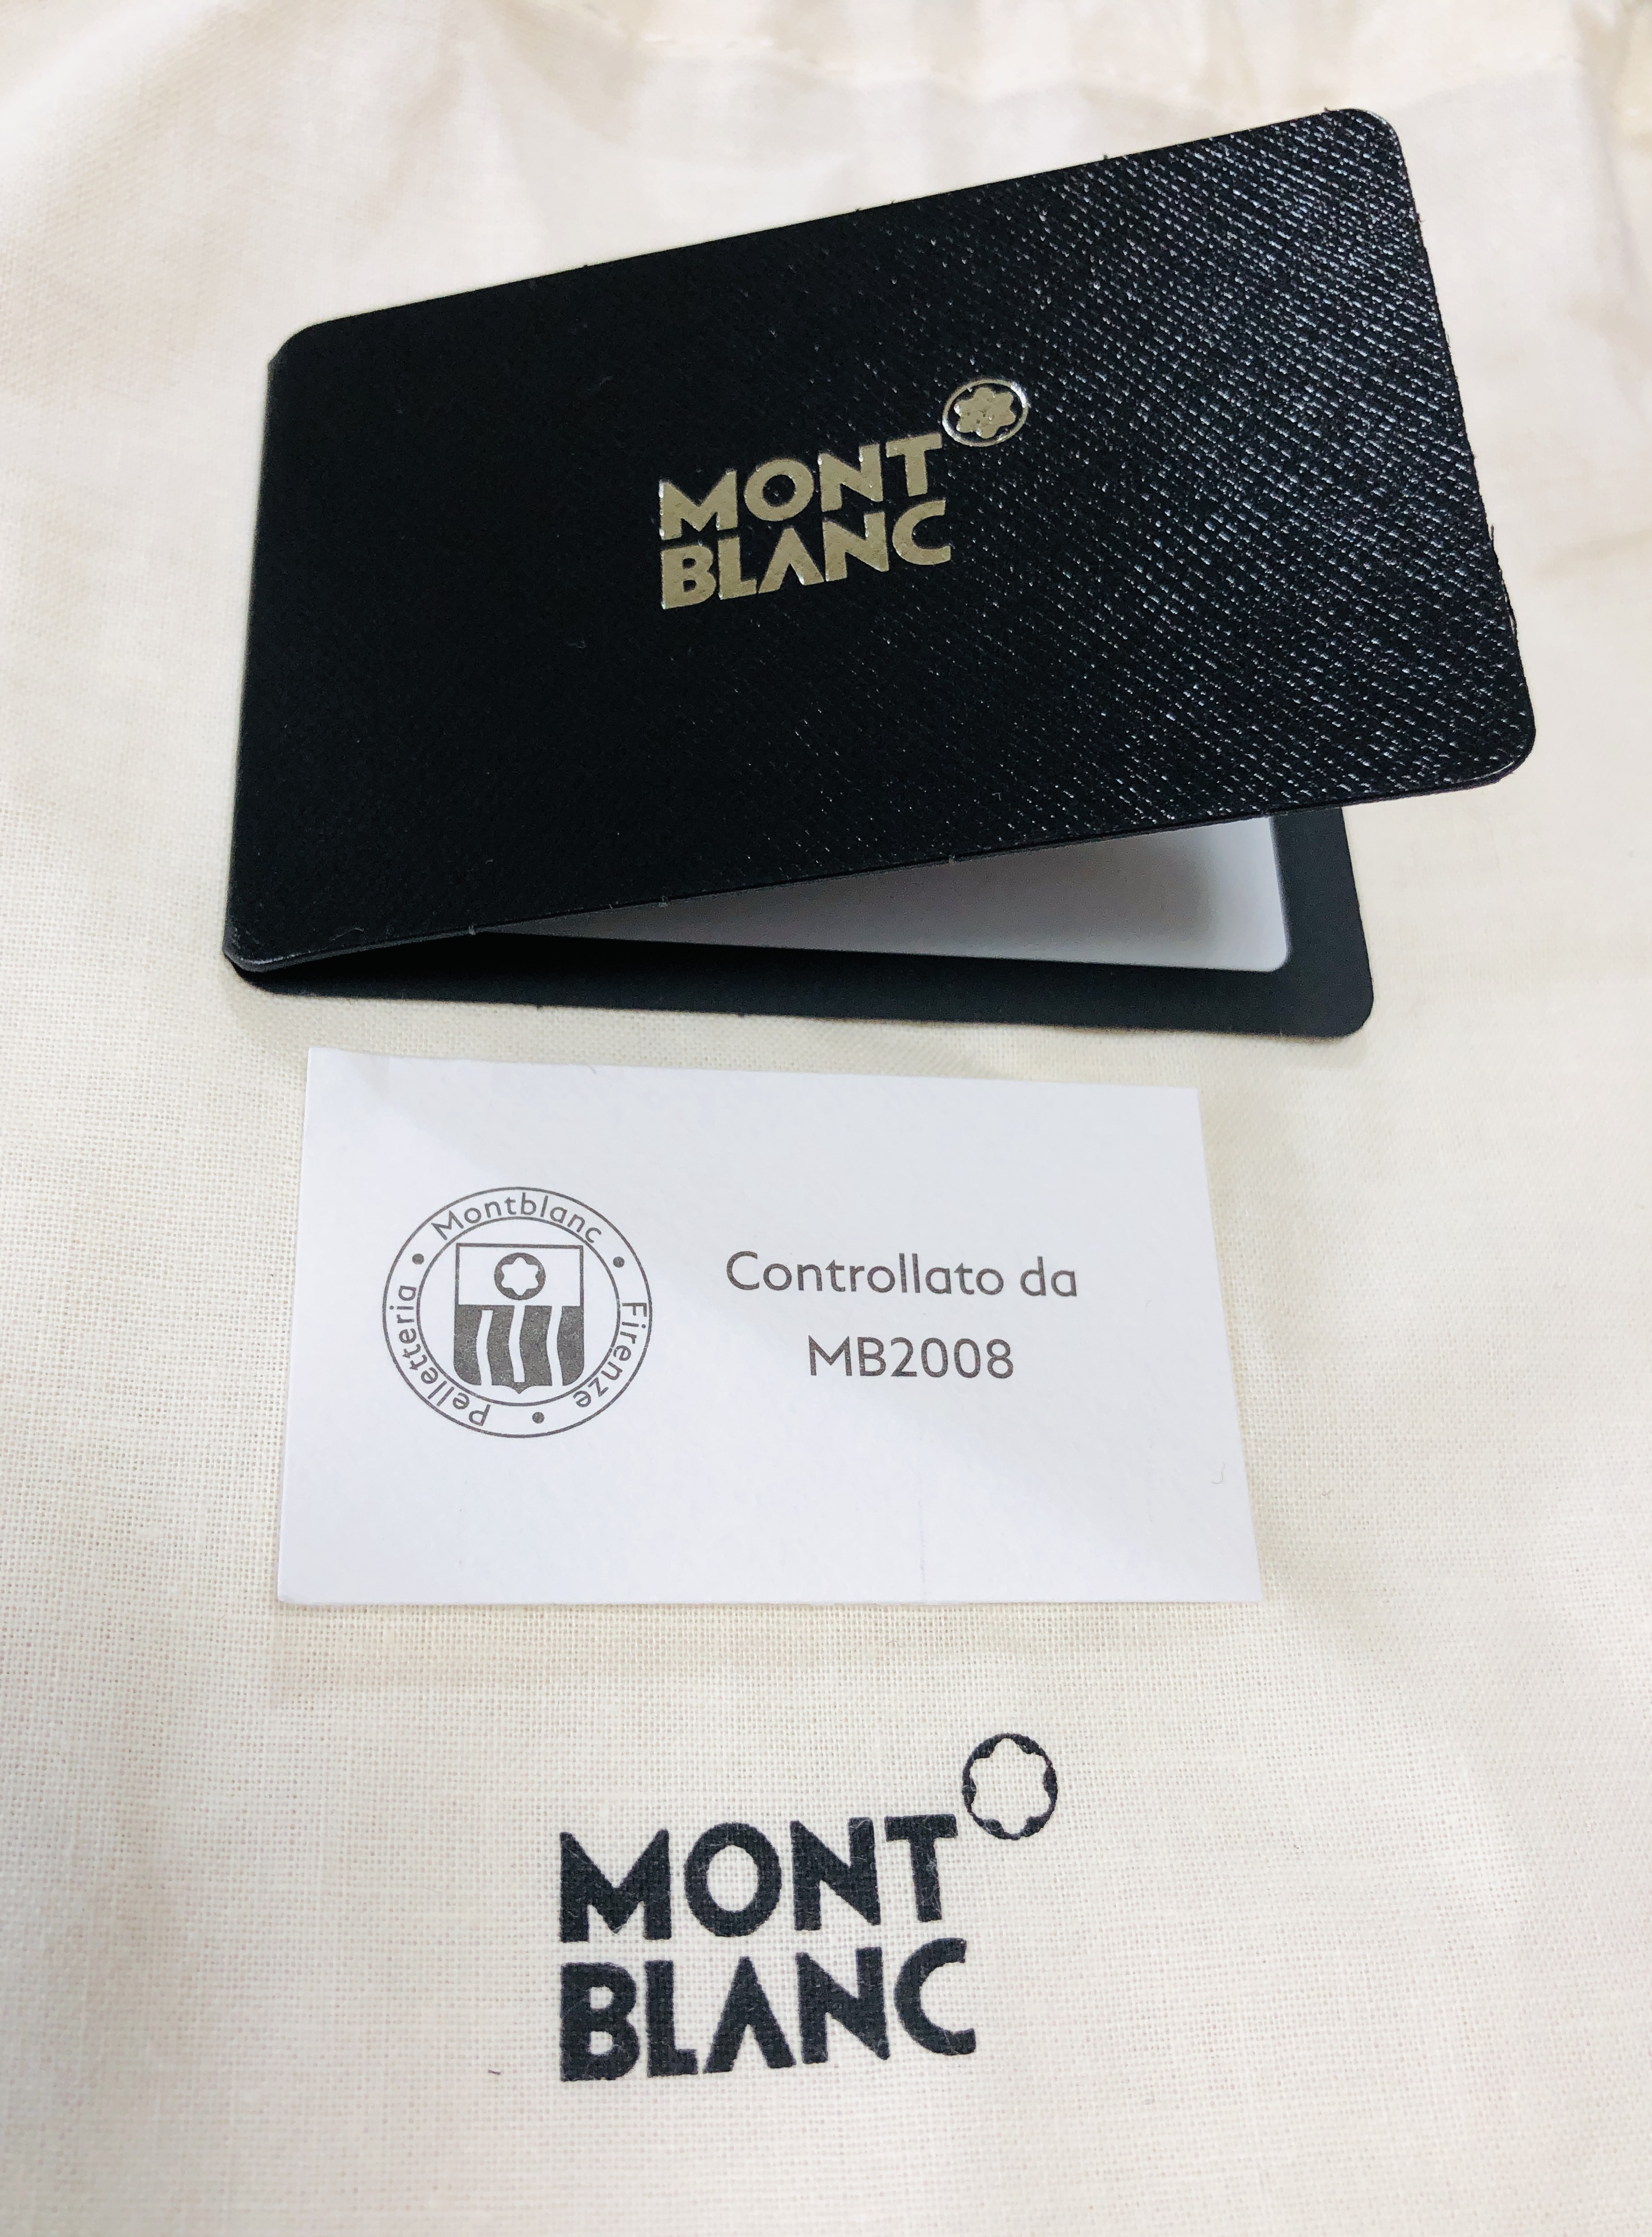 MONT
BLANC
Montblanc • Firenze • Pelletteria •
Controllato da
MB2008
MONT
BLANC